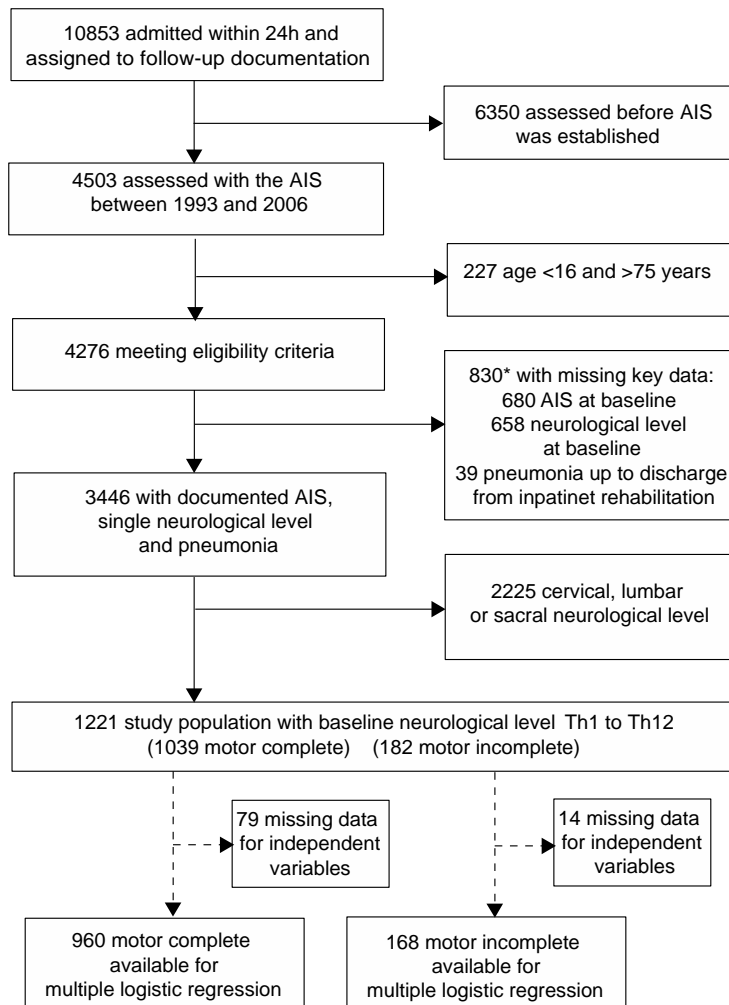 10853 admitted within 24h and
assigned to follow-up documentation
6350 assessed before AIS
was established
4503 assessed with the AIS
between 1993 and 2006
227 age <16 and >75 years
4276 meeting eligibility criteria
830* with missing key data:
680 AIS at baseline
658 neurological level
at baseline
39 pneumonia up to discharge
from inpatinet rehabilitation
3446 with documented AIS,
single neurological level
and pneumonia
2225 cervical, lumbar
or sacral neurological level
1221 study population with baseline neurological level Th1 to Th12
(1039 motor complete) (182 motor incomplete)
79 missing data
for independent
variables
14 missing data
for independent
variables
960 motor complete
available for
multiple logistic regression
168 motor incomplete
available for
multiple logistic regression